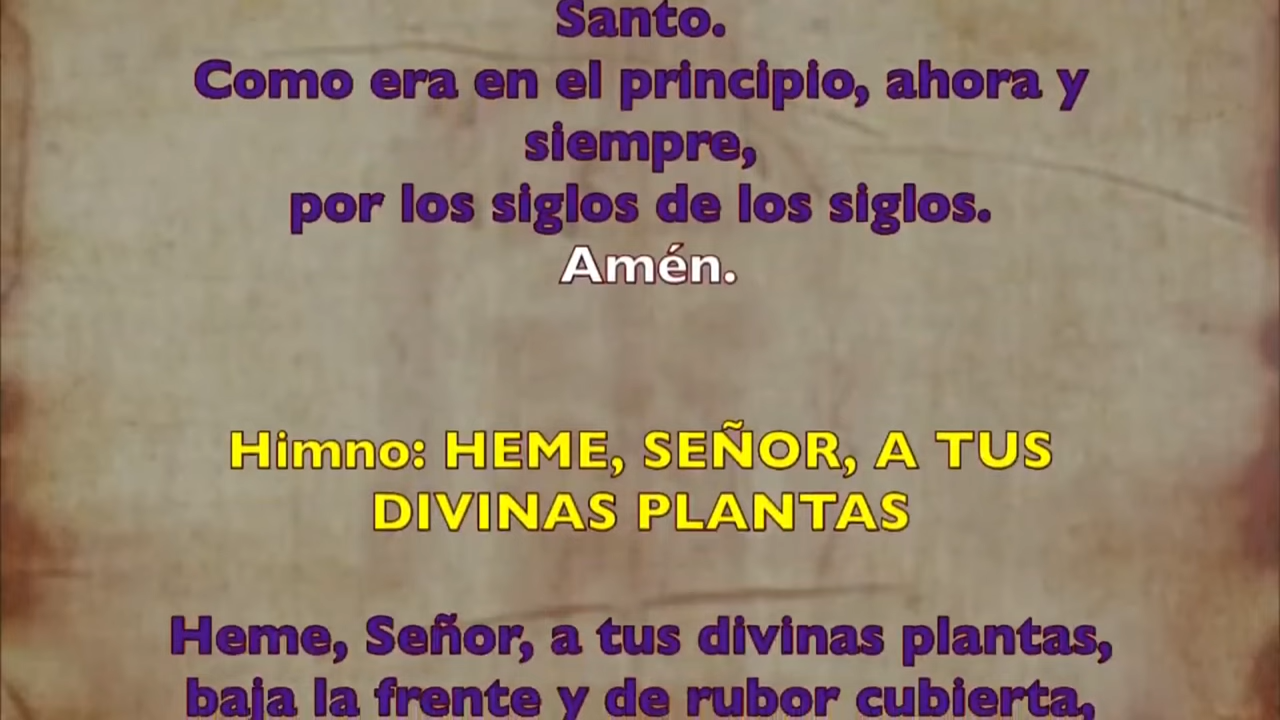 Santo.
Como era en el principio, ahora y
siempre,
por los siglos de los siglos.
Amén.
Himno: HEME, SEÑOR, A TUS
DIVINAS PLANTAS
Heme, Señor, a tus divinas plantas,
baja la frente y de rubor cubierta,